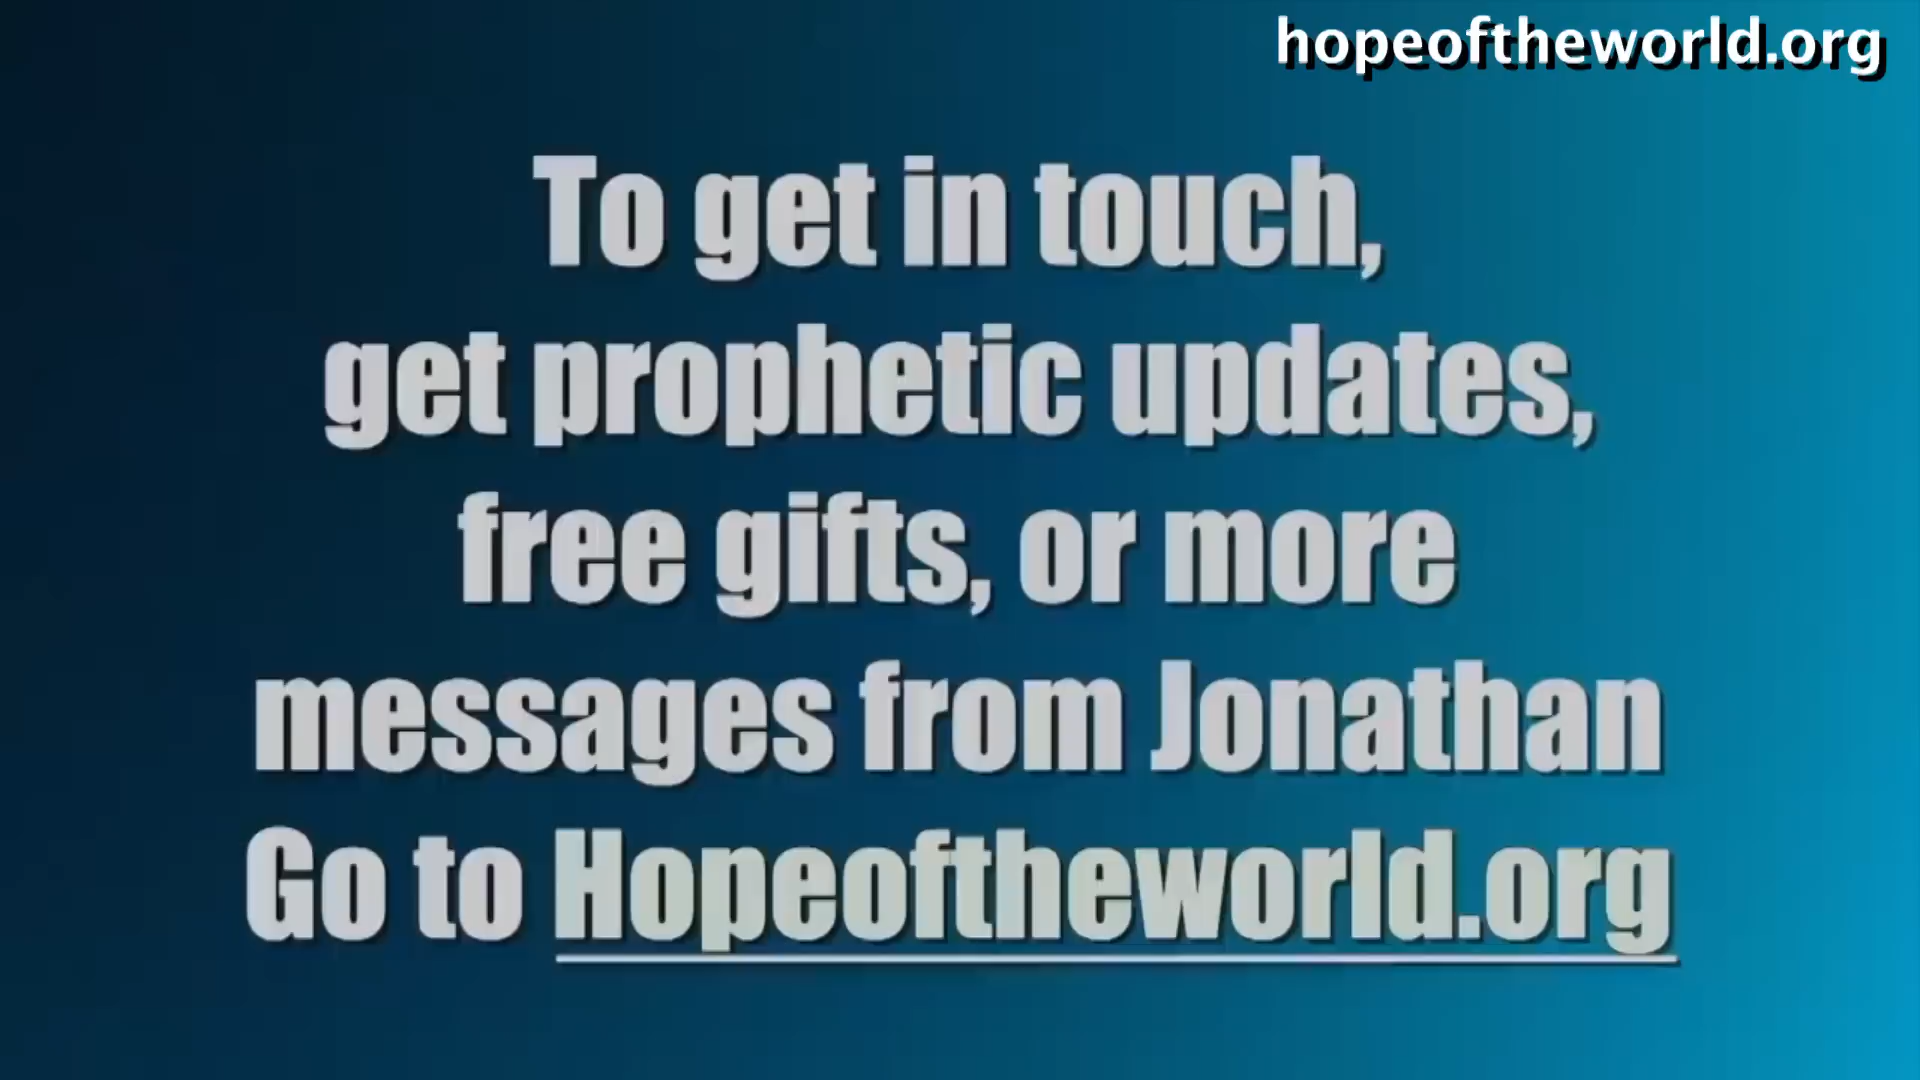 hopeoftheworld.org
To get in touch,
get prophetic updates,
free gifts, or more
messages from Jonathan
Go to Hopeoftheworld.org